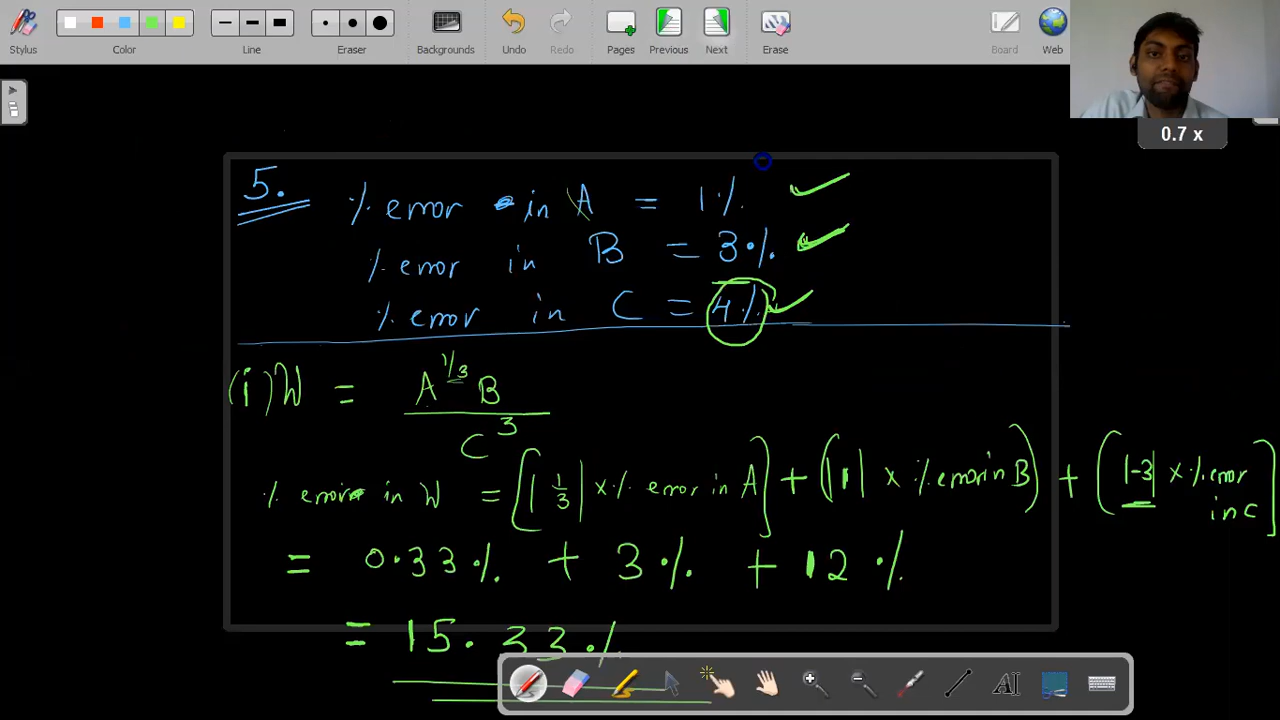 Stylus Color Line Eraser Backgrounds Undo Redo Pages Previous Next Erase Board Web
0.7 x
5. % error in A = 1%
% error in B = 3%
% error in C = 4%
(i) W = A^1/3 B / C^3
% error in W = [|1/3| x % error in A] + (|1| x % error in B) + [|-3| x % error in C]
= 0.33% + 3% + 12%
= 15.33%
AI